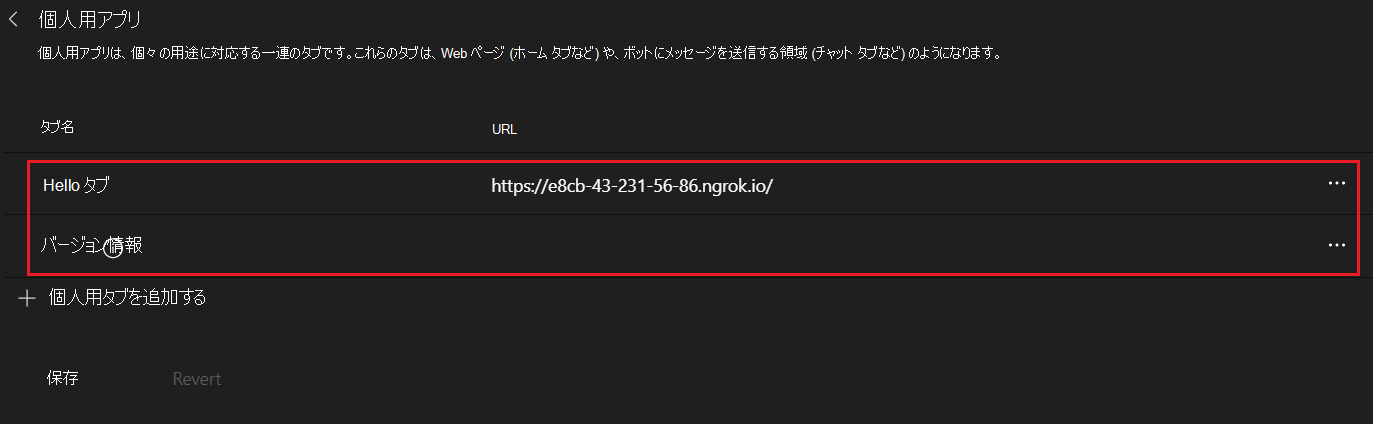 個人用アプリ
個人用アプリは、個々の用途に対応する一連のタブです。これらのタブは、Web ページ (ホーム タブなど) や、ボットにメッセージを送信する領域 (チャット タブなど) のようになります。
タブ名 URL
Hello タブ https://e8cb-43-231-56-86.ngrok.io/ ...
バージョン情報 ...
+ 個人用タブを追加する
保存 Revert